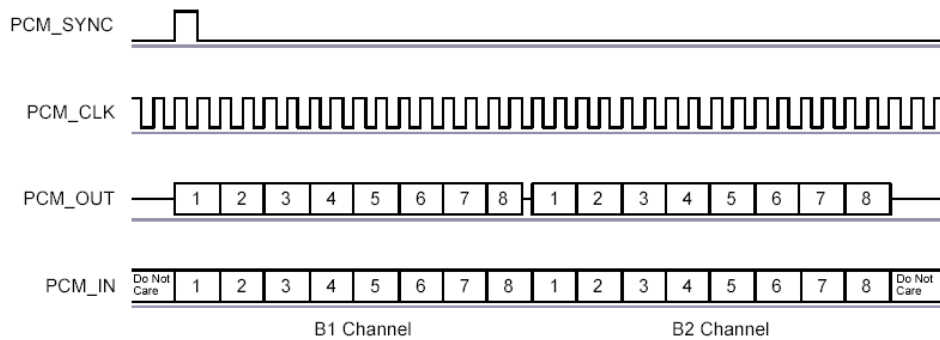 PCM_SYNC
PCM_CLK
PCM_OUT 1 2 3 4 5 6 7 8 1 2 3 4 5 6 7 8
PCM_IN Do Not Care 1 2 3 4 5 6 7 8 1 2 3 4 5 6 7 8 Do Not Care
B1 Channel B2 Channel